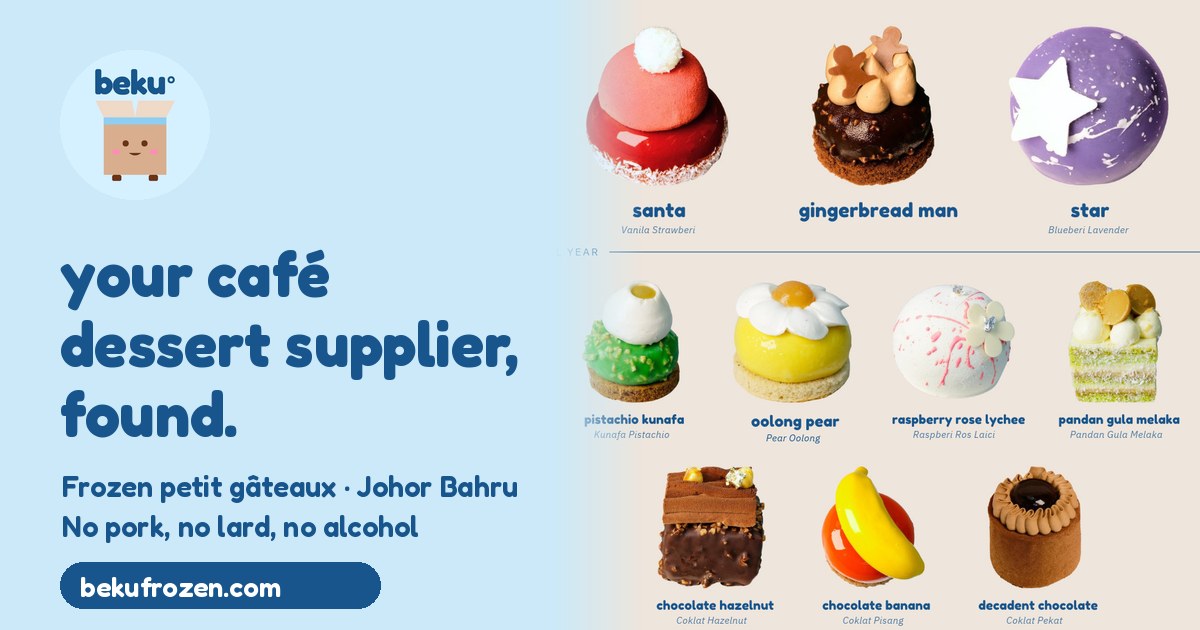 beku°
your café
dessert supplier,
found.
Frozen petit gâteaux · Johor Bahru
No pork, no lard, no alcohol
bekufrozen.com
santa
Vanila Strawberi
gingerbread man
star
Blueberi Lavender
YEAR
pistachio kunafa
Kunafa Pistachio
oolong pear
Pear Oolong
raspberry rose lychee
Raspberi Ros Laici
pandan gula melaka
Pandan Gula Melaka
chocolate hazelnut
Coklat Hazelnut
chocolate banana
Coklat Pisang
decadent chocolate
Coklat Pekat